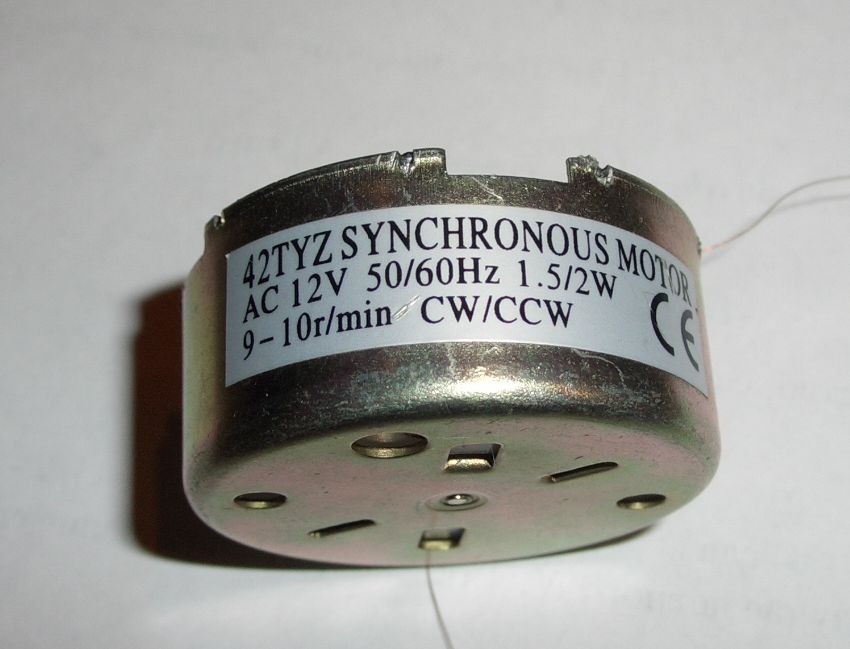 42TYZ SYNCHRONOUS MOTOR
AC 12V 50/60Hz 1.5/2W
9-10r/min CW/CCW
CE